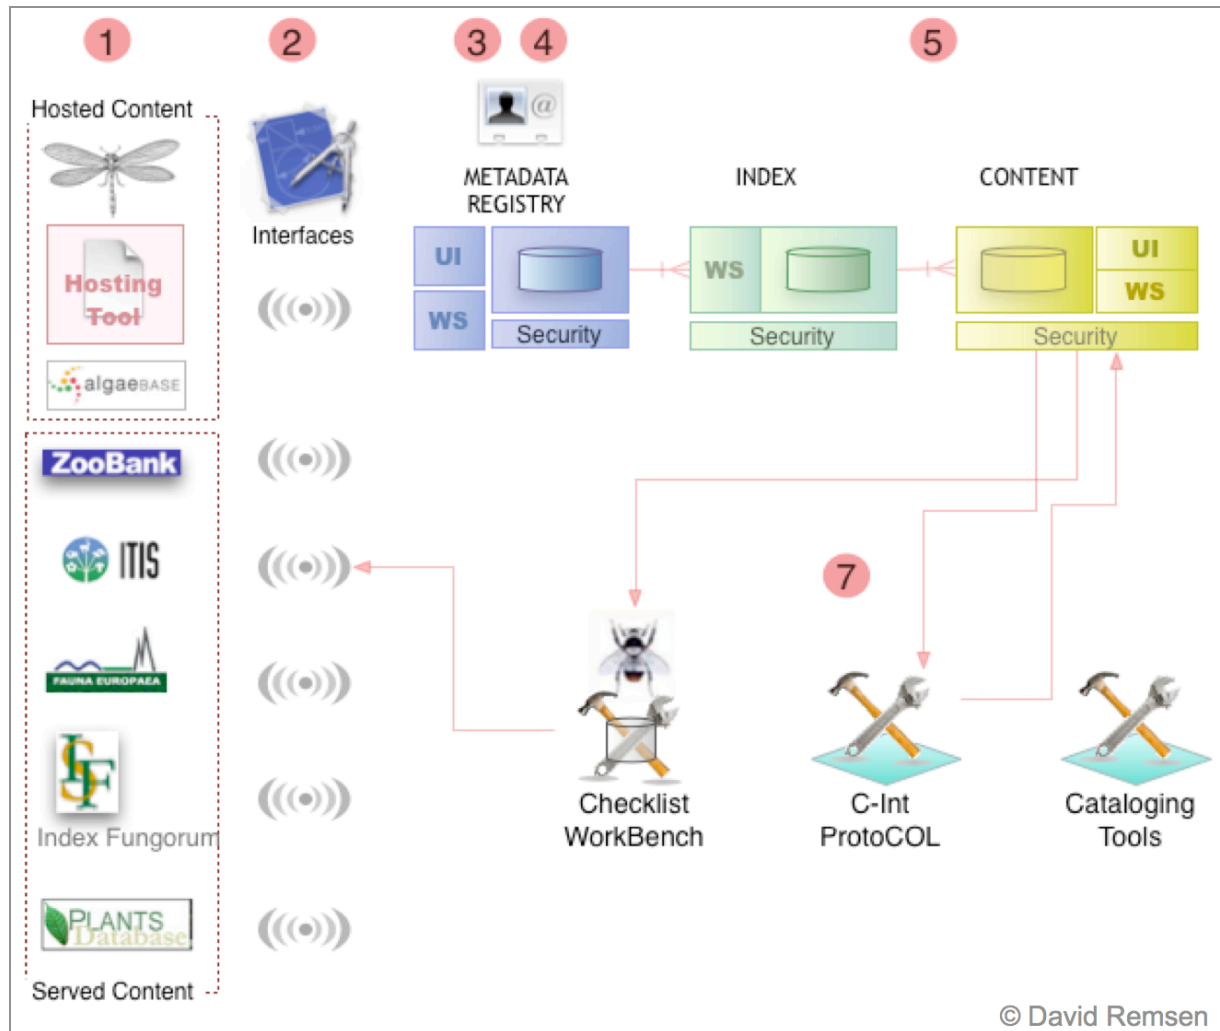 1
2
3
4
5
Hosted Content
@
METADATA
REGISTRY
INDEX
CONTENT
Interfaces
UI
WS
Security
WS
Security
UI
WS
Security
Hosting
Tool
algaeBASE
ZooBank
ITIS
7
FAUNA EUROPAEA
ISF
Index Fungorum
Checklist
WorkBench
C-Int
ProtoCOL
Cataloging
Tools
PLANTS
Database
Served Content
© David Remsen